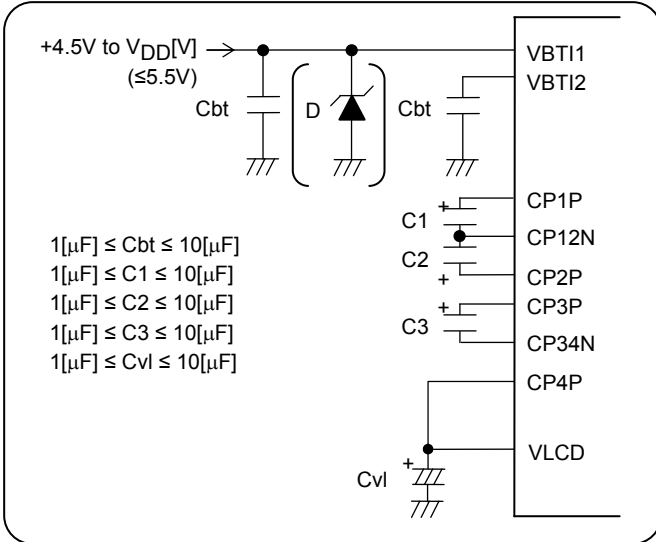 +4.5V to VDD[V]
(≤5.5V)
VBTI1
VBTI2
Cbt
D
Cbt
CP1P
+
C1
CP12N
C2
CP2P
+
CP3P
+
C3
CP34N
CP4P
VLCD
+
Cvl
1[μF] ≤ Cbt ≤ 10[μF]
1[μF] ≤ C1 ≤ 10[μF]
1[μF] ≤ C2 ≤ 10[μF]
1[μF] ≤ C3 ≤ 10[μF]
1[μF] ≤ Cvl ≤ 10[μF]